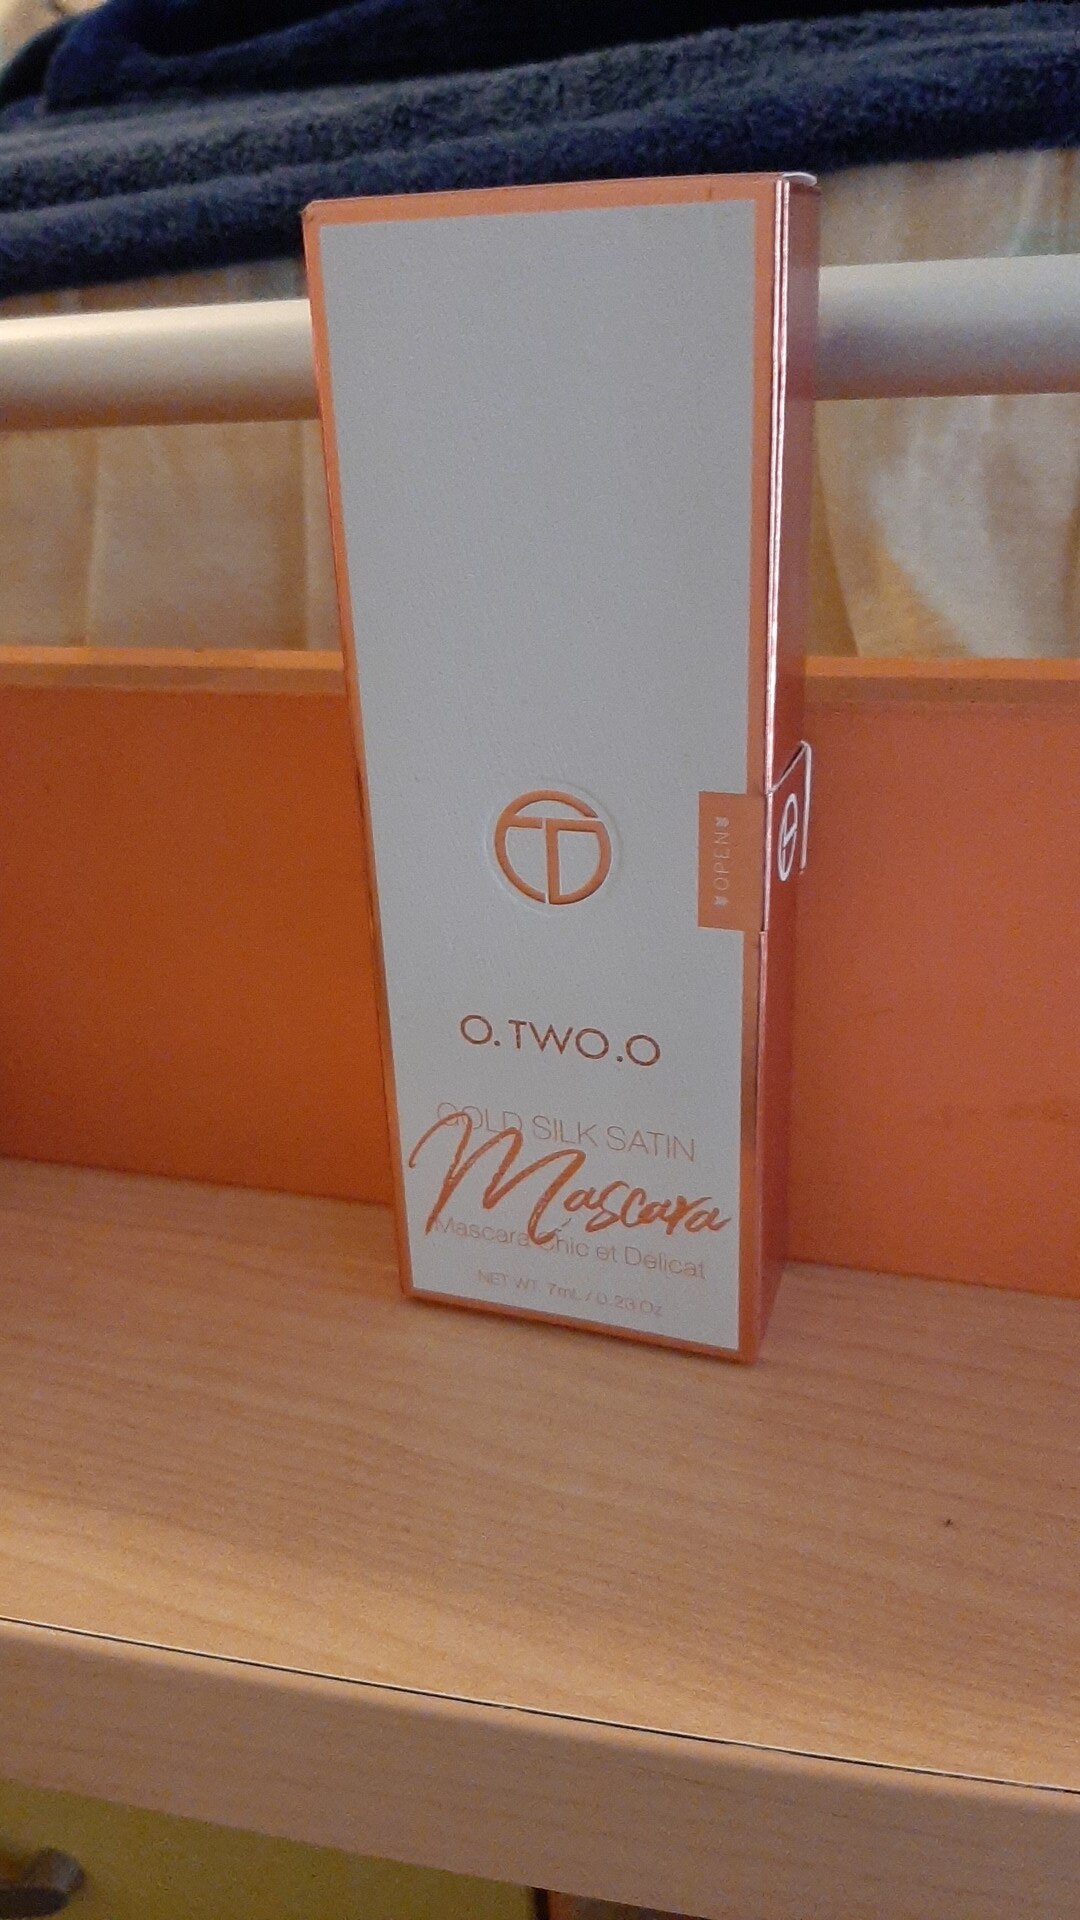 OPEN
O.TWO.O
GOLD SILK SATIN
Mascara
Mascara Chic et Delicat
NET WT. 7mL / 0.23 Oz